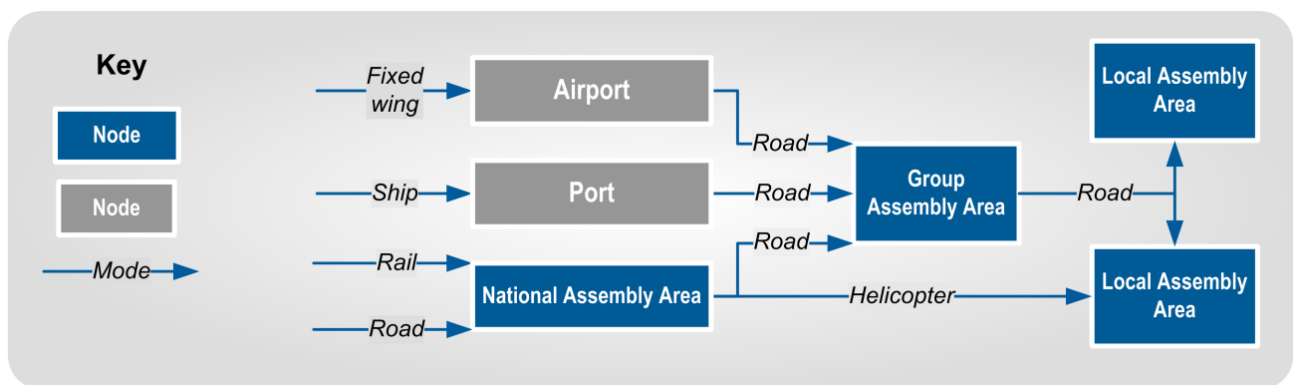 Key
Node
Node
Mode
Fixed
wing
Airport
Road
Ship
Port
Road
Rail
Road
National Assembly Area
Road
Helicopter
Group
Assembly Area
Road
Local Assembly
Area
Local Assembly
Area